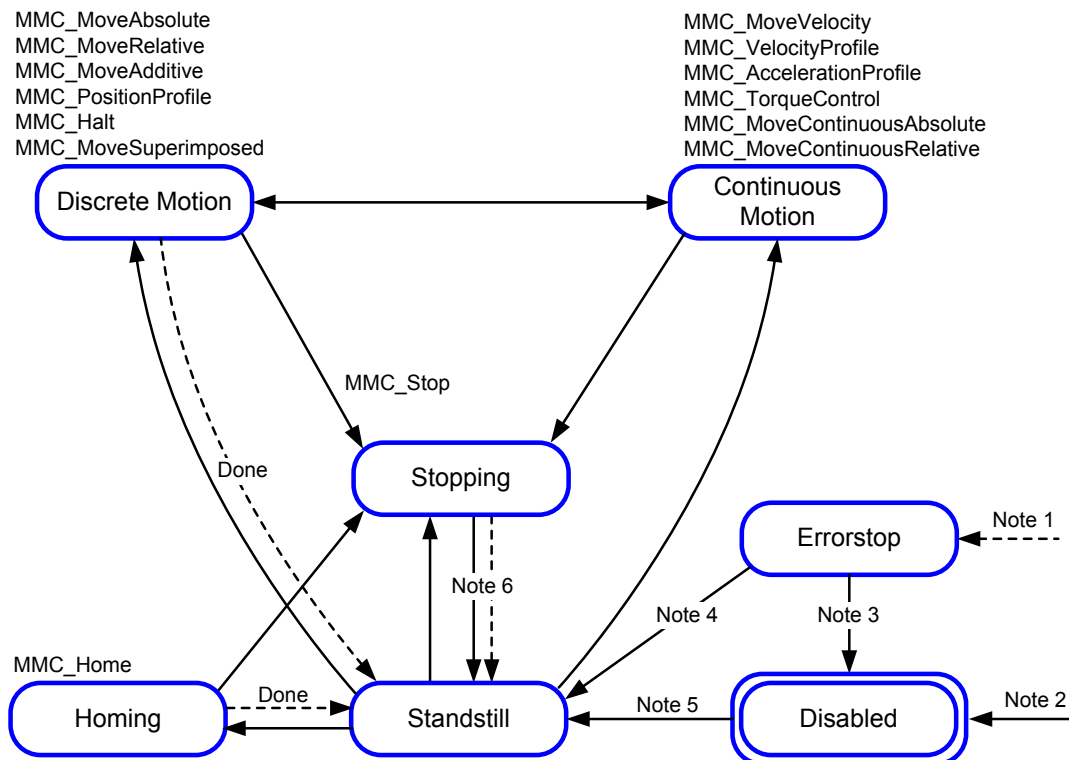 MMC_MoveAbsolute
MMC_MoveRelative
MMC_MoveAdditive
MMC_PositionProfile
MMC_Halt
MMC_MoveSuperimposed
MMC_MoveVelocity
MMC_VelocityProfile
MMC_AccelerationProfile
MMC_TorqueControl
MMC_MoveContinuousAbsolute
MMC_MoveContinuousRelative
Discrete Motion
Continuous
Motion
MMC_Stop
Done
Stopping
Errorstop
Note 1
Note 6
Note 4
Note 3
MMC_Home
Homing
Done
Standstill
Note 5
Disabled
Note 2